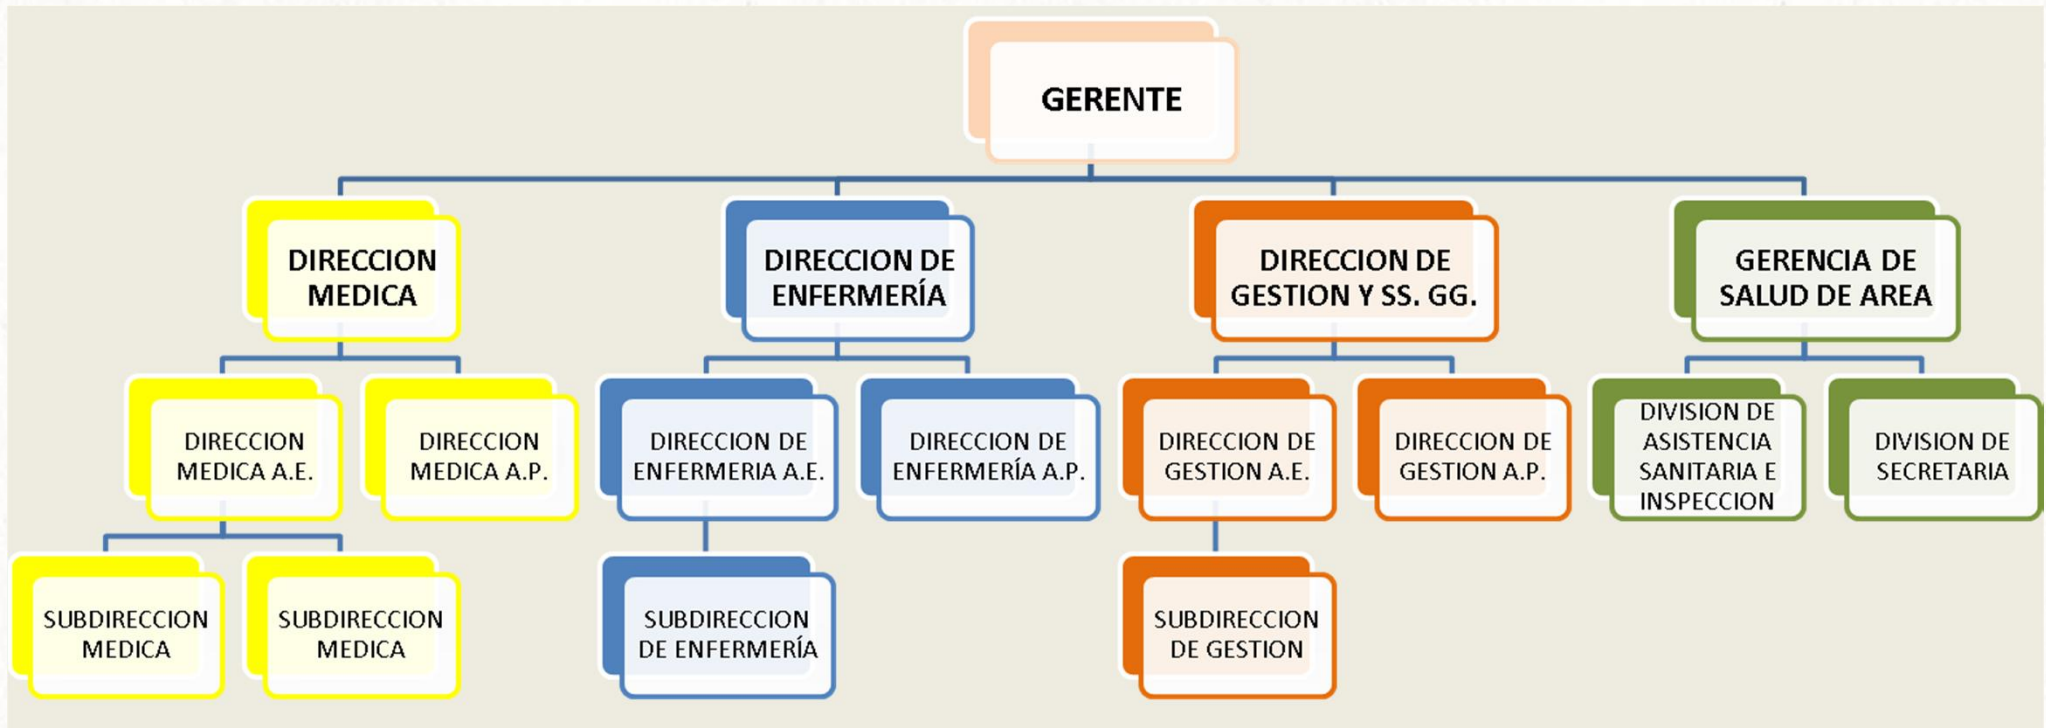 GERENTE
DIRECCION
MEDICA
DIRECCION DE
ENFERMERÍA
DIRECCION DE
GESTION Y SS. GG.
GERENCIA DE
SALUD DE AREA
DIRECCION
MEDICA A.E.
DIRECCION
MEDICA A.P.
DIRECCION DE
ENFERMERIA A.E.
DIRECCION DE
ENFERMERÍA A.P.
DIRECCION DE
GESTION A.E.
DIRECCION DE
GESTION A.P.
DIVISION DE
ASISTENCIA
SANITARIA E
INSPECCION
DIVISION DE
SECRETARIA
SUBDIRECCION
MEDICA
SUBDIRECCION
MEDICA
SUBDIRECCION
DE ENFERMERÍA
SUBDIRECCION
DE GESTION